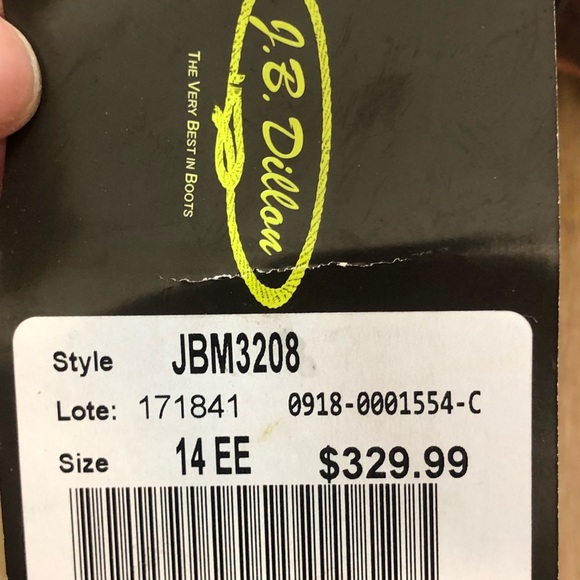 J.B. Dillon
THE VERY BEST IN BOOTS
Style JBM3208
Lote: 171841 0918-0001554-C
Size 14 EE $329.99